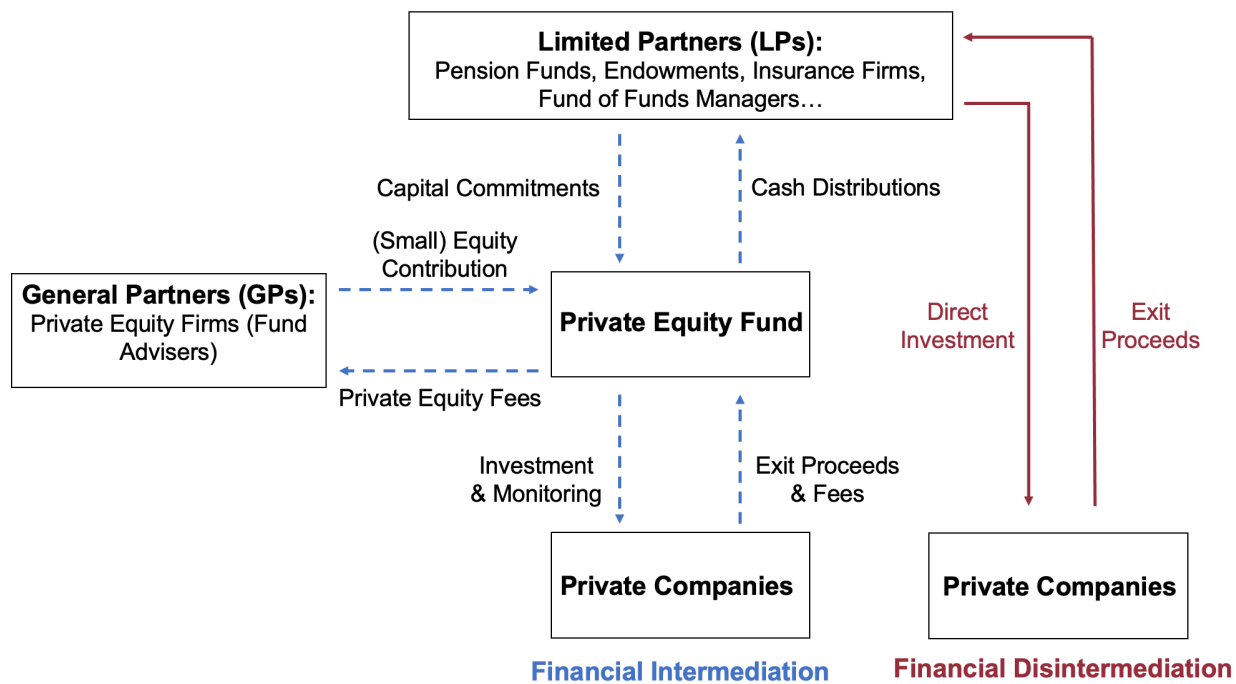 Limited Partners (LPs):
Pension Funds, Endowments, Insurance Firms,
Fund of Funds Managers…
Capital Commitments
Cash Distributions
(Small) Equity
Contribution
General Partners (GPs):
Private Equity Firms (Fund
Advisers)
Private Equity Fund
Direct
Investment
Exit
Proceeds
Private Equity Fees
Investment
& Monitoring
Exit Proceeds
& Fees
Private Companies
Private Companies
Financial Intermediation
Financial Disintermediation